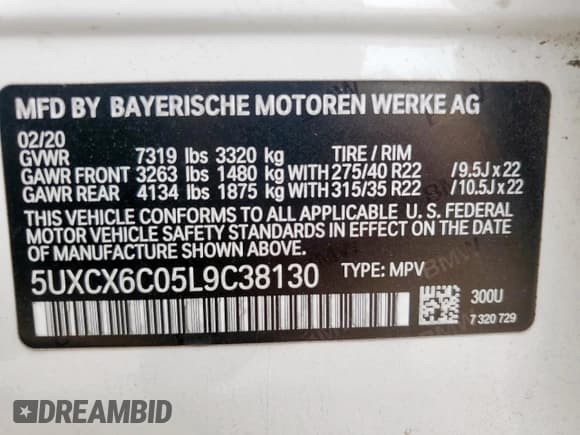 MFD BY BAYERISCHE MOTOREN WERKE AG
02/20
GVWR 7319 lbs 3320 kg TIRE / RIM
GAWR FRONT 3263 lbs 1480 kg WITH 275/40 R22 /9.5J x 22
GAWR REAR 4134 lbs 1875 kg WITH 315/35 R22 /10.5J x 22
THIS VEHICLE CONFORMS TO ALL APPLICABLE U. S. FEDERAL
MOTOR VEHICLE SAFETY STANDARDS IN EFFECT ON THE
DATE OF MANUFACTURE SHOWN ABOVE.
5UXCX6C05L9C38130 TYPE: MPV
300U
7 320 729
DREAMBID